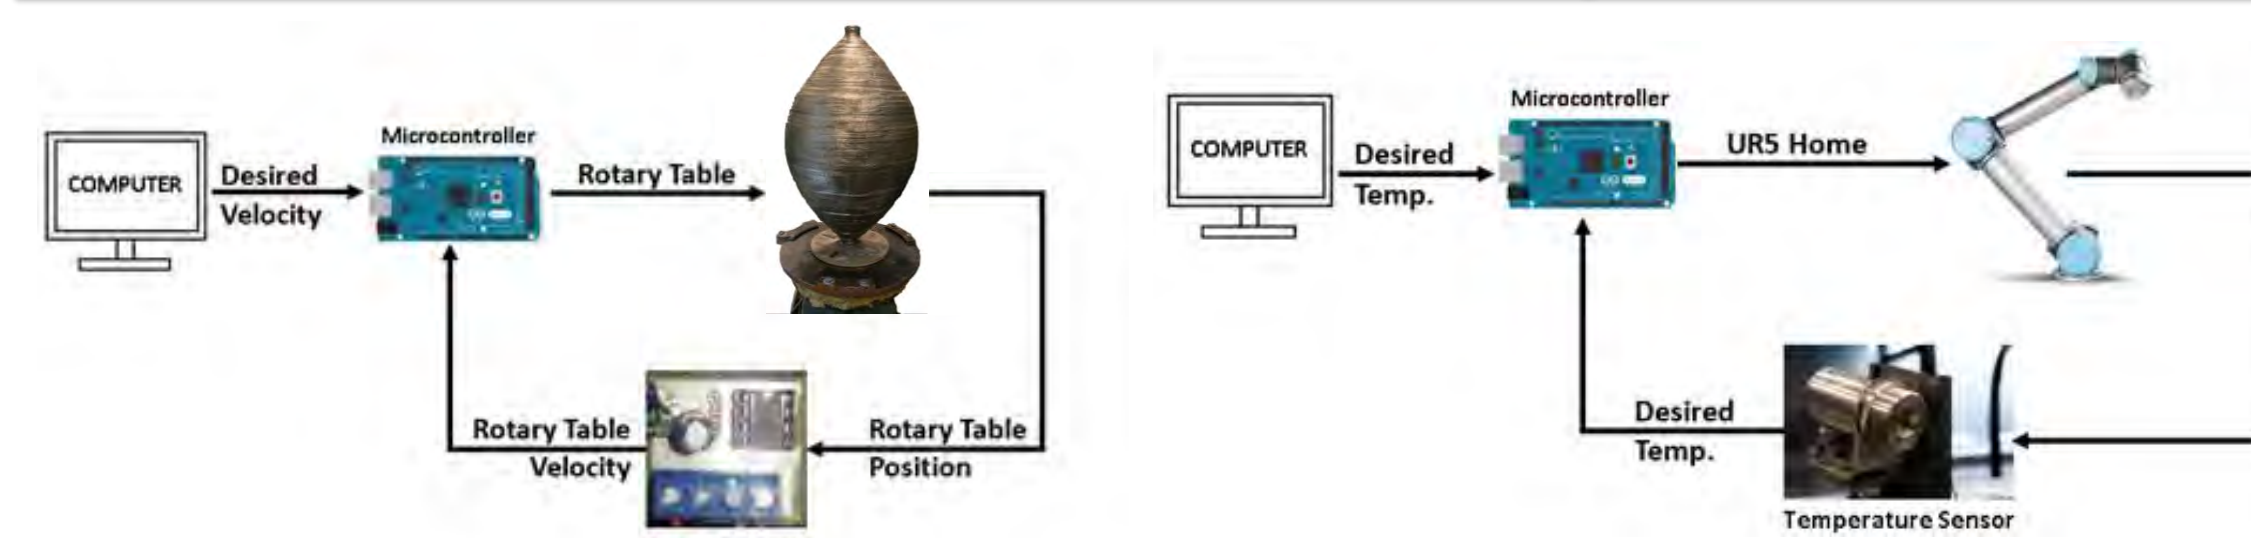 COMPUTER
Desired
Velocity
Microcontroller
Rotary Table
Rotary Table
Velocity
Rotary Table
Position
COMPUTER
Desired
Temp.
Microcontroller
UR5 Home
Desired
Temp.
Temperature Sensor